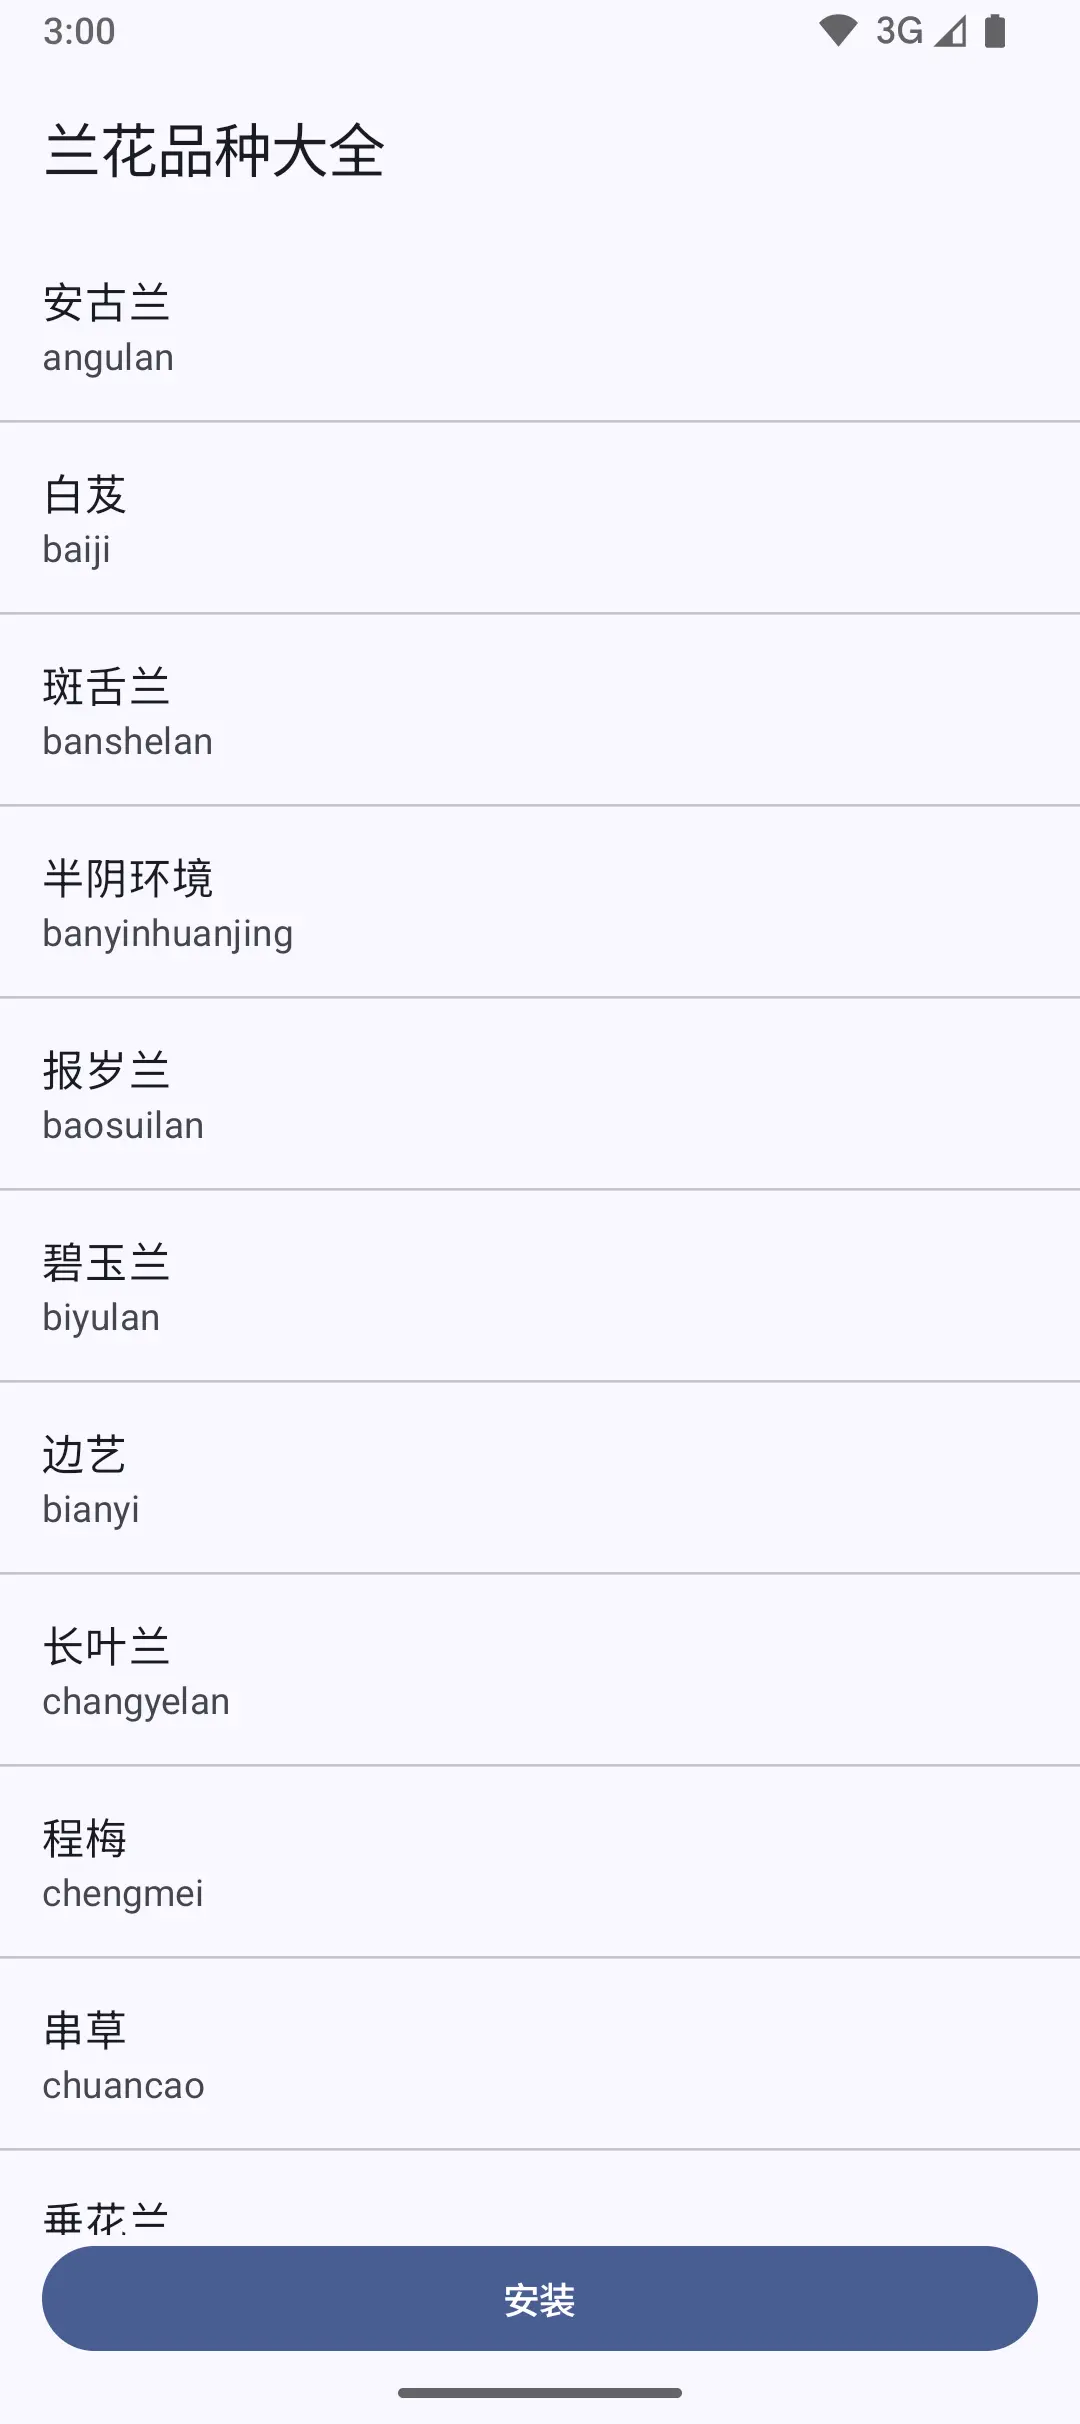 3:00
3G
兰花品种大全
安古兰
angulan
白芨
baiji
斑舌兰
banshelan
半阴环境
banyinhuanjing
报岁兰
baosuilan
碧玉兰
biyulan
边艺
bianyi
长叶兰
changyelan
程梅
chengmei
串草
chuancao
垂花兰
安装